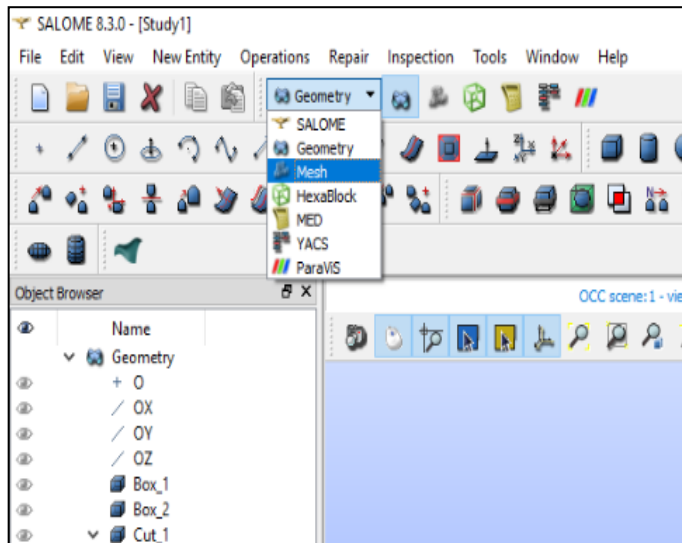 SALOME 8.3.0 - [Study1]
File Edit View New Entity Operations Repair Inspection Tools Window Help
Geometry
SALOME
Geometry
Mesh
HexaBlock
MED
YACS
ParaViS
Object Browser
OCC scene:1 - vie
Name
Geometry
O
OX
OY
OZ
Box_1
Box_2
Cut_1